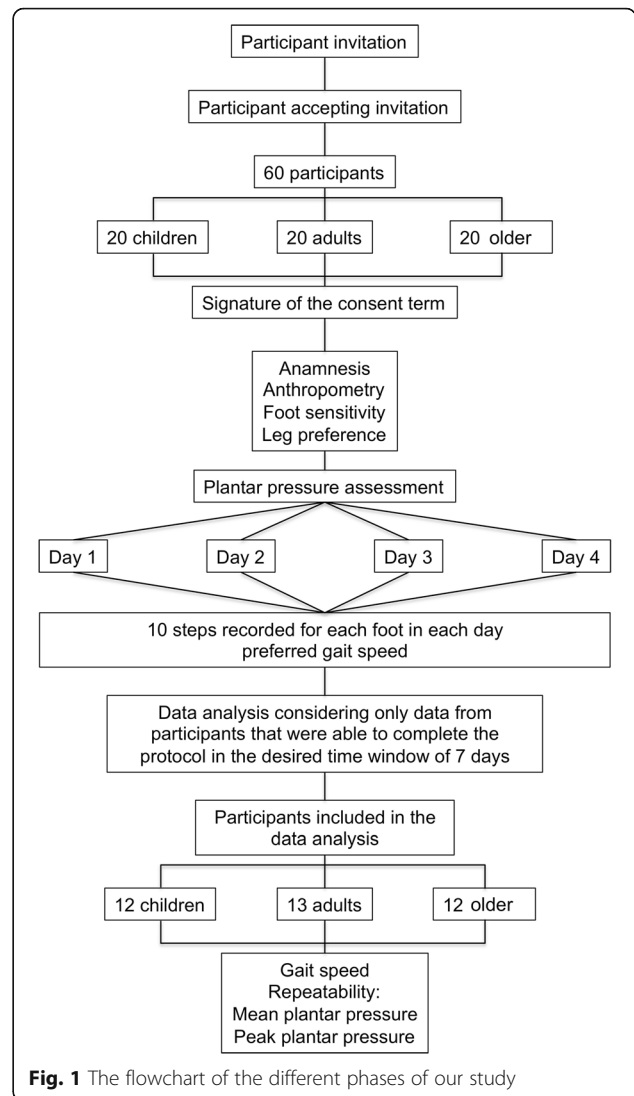 Participant invitation
Participant accepting invitation
60 participants
20 children
20 adults
20 older
Signature of the consent term
Anamnesis
Anthropometry
Foot sensitivity
Leg preference
Plantar pressure assessment
Day 1
Day 2
Day 3
Day 4
10 steps recorded for each foot in each day
preferred gait speed
Data analysis considering only data from
participants that were able to complete the
protocol in the desired time window of 7 days
Participants included in the
data analysis
12 children
13 adults
12 older
Gait speed
Repeatability:
Mean plantar pressure
Peak plantar pressure
Fig. 1 The flowchart of the different phases of our study